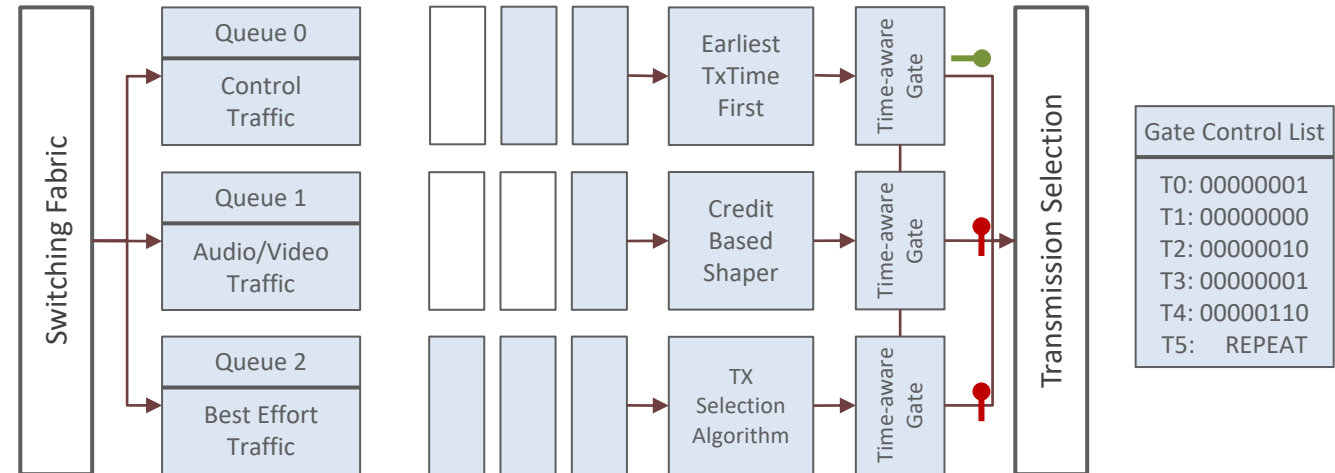 Switching Fabric
Queue 0
Control
Traffic
Earliest
TxTime
First
Time-aware
Gate
Queue 1
Audio/Video
Traffic
Credit
Based
Shaper
Time-aware
Gate
Queue 2
Best Effort
Traffic
TX
Selection
Algorithm
Time-aware
Gate
Transmission Selection
Gate Control List
T0: 00000001
T1: 00000000
T2: 00000010
T3: 00000001
T4: 00000110
T5: REPEAT